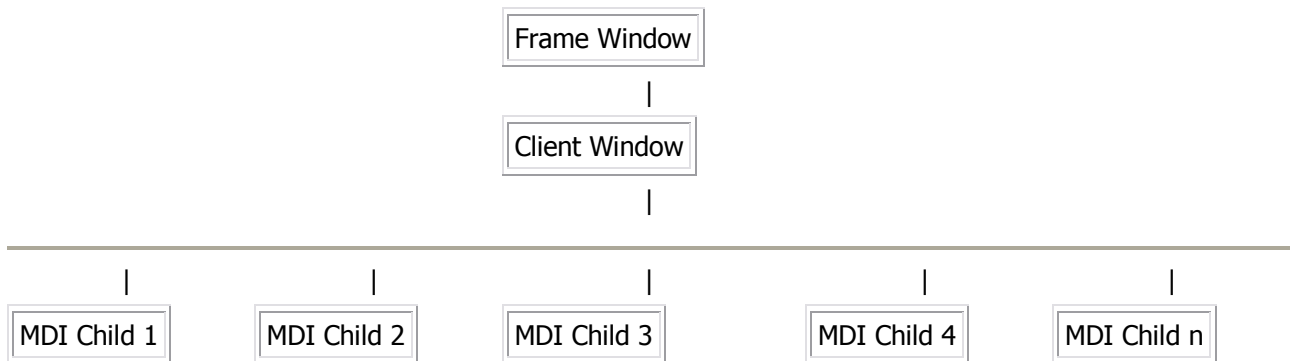 Frame Window
|
Client Window
|
| | | | |
MDI Child 1 MDI Child 2 MDI Child 3 MDI Child 4 MDI Child n